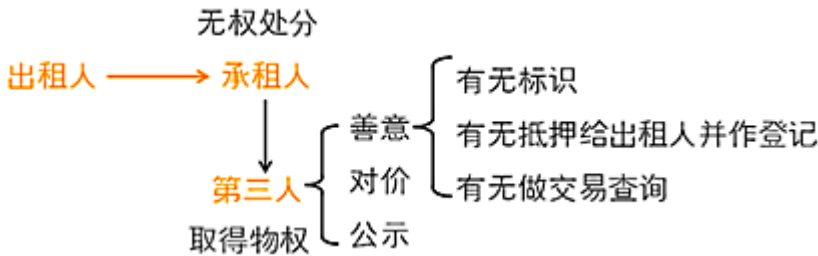 无权处分
出租人
承租人
第三人
取得物权
善意
对价
公示
有无标识
有无抵押给出租人并作登记
有无做交易查询